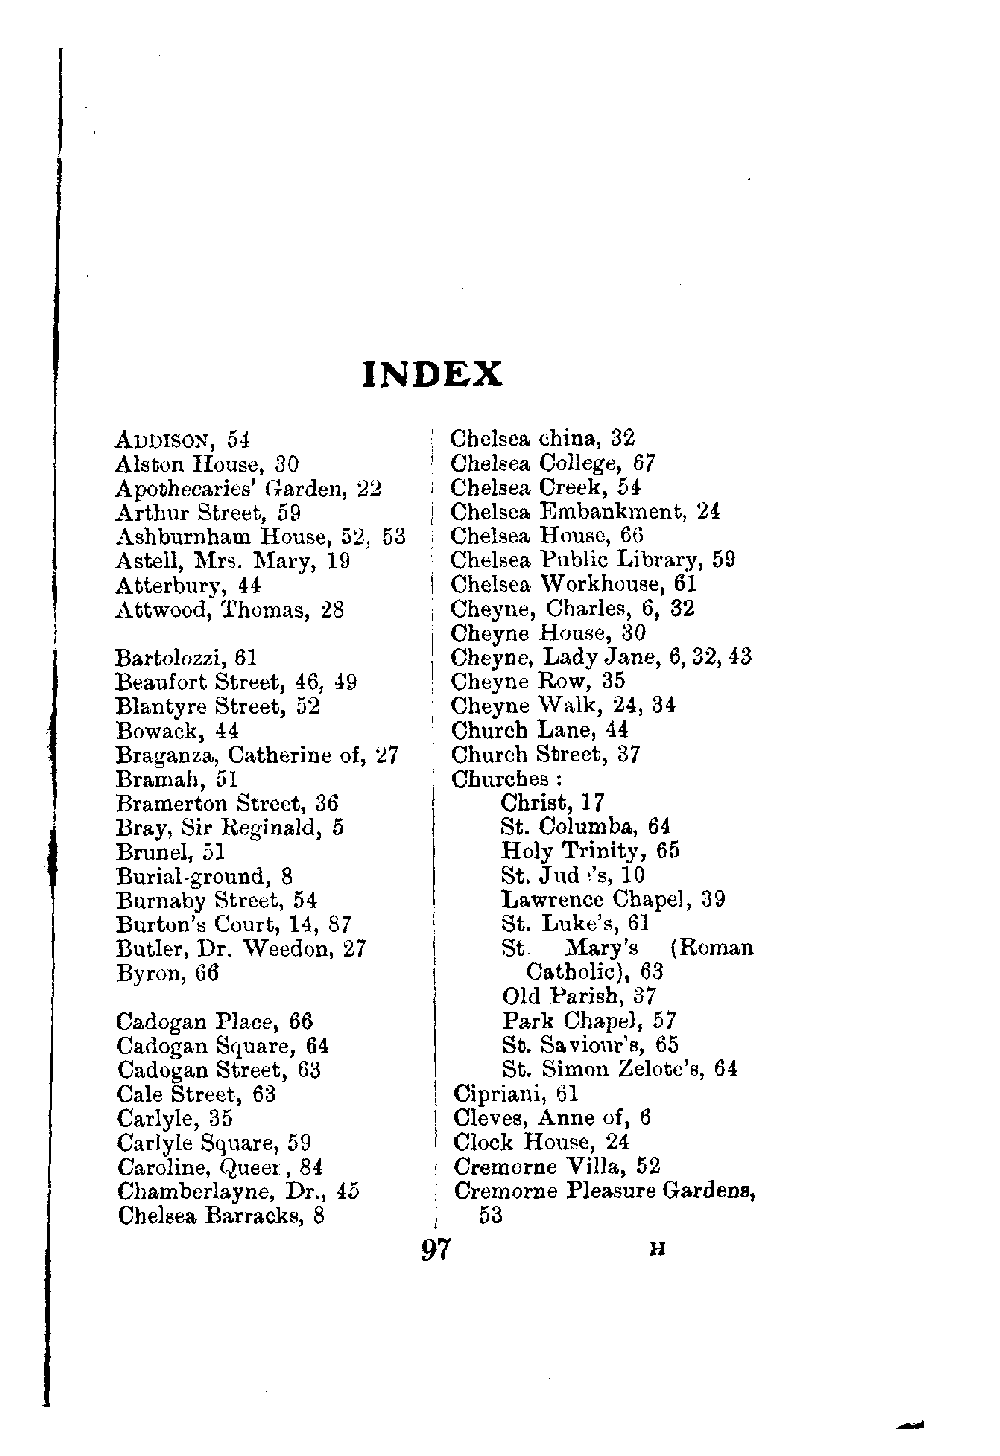 INDEX
ADDISON, 54
Alston House, 30
Apothecaries' Garden, 22
Arthur Street, 59
Ashburnham House, 52, 53
Astell, Mrs. Mary, 19
Atterbury, 44
Attwood, Thomas, 28
Bartolozzi, 61
Beaufort Street, 46, 49
Blantyre Street, 52
Bowack, 44
Braganza, Catherine of, 27
Bramah, 51
Bramerton Street, 36
Bray, Sir Reginald, 5
Brunel, 51
Burial-ground, 8
Burnaby Street, 54
Burton's Court, 14, 87
Butler, Dr. Weedon, 27
Byron, 66
Cadogan Place, 66
Cadogan Square, 64
Cadogan Street, 63
Cale Street, 63
Carlyle, 35
Carlyle Square, 59
Caroline, Queen, 84
Chamberlayne, Dr., 45
Chelsea Barracks, 8
Chelsea china, 32
Chelsea College, 67
Chelsea Creek, 54
Chelsea Embankment, 24
Chelsea House, 66
Chelsea Public Library, 59
Chelsea Workhouse, 61
Cheyne, Charles, 6, 32
Cheyne House, 30
Cheyne, Lady Jane, 6, 32, 43
Cheyne Row, 35
Cheyne Walk, 24, 34
Church Lane, 44
Church Street, 37
Churches :
Christ, 17
St. Columba, 64
Holy Trinity, 65
St. Jude's, 10
Lawrence Chapel, 39
St. Luke's, 61
St. Mary's (Roman
Catholic), 63
Old Parish, 37
Park Chapel, 57
St. Saviour's, 65
St. Simon Zelote's, 64
Cipriani, 61
Cleves, Anne of, 6
Clock House, 24
Cremorne Villa, 52
Cremorne Pleasure Gardens,
53
97 H